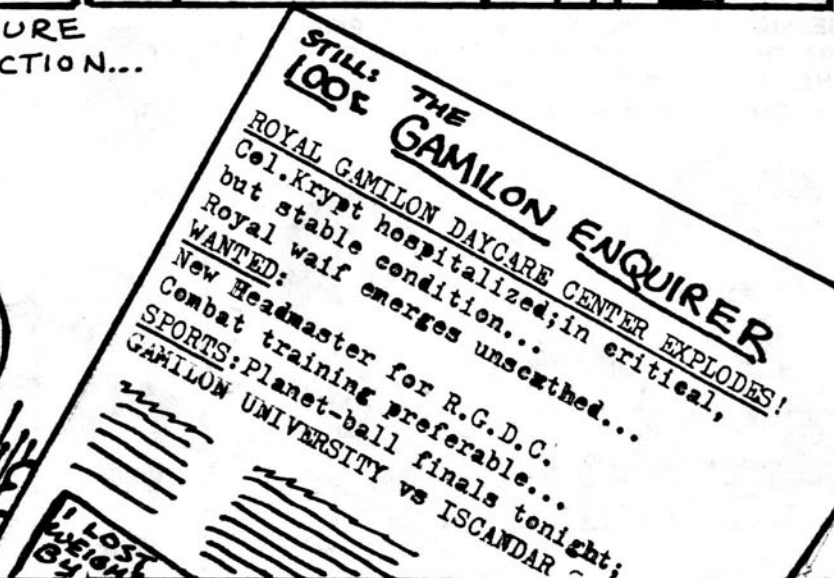 URE
CTION...
STILL:
100¢
THE
GAMILON ENQUIRER
ROYAL GAMILON DAYCARE CENTER EXPLODES!
Col.Krypt hospitalized;in critical,
but stable condition...
Royal waif emerges unscathed...
WANTED:
New Headmaster for R.G.D.C.
Combat training preferable...
SPORTS:Planet-ball finals tonight;
GAMILON UNIVERSITY vs ISCANDAR
I LOST
WEIGH
BY